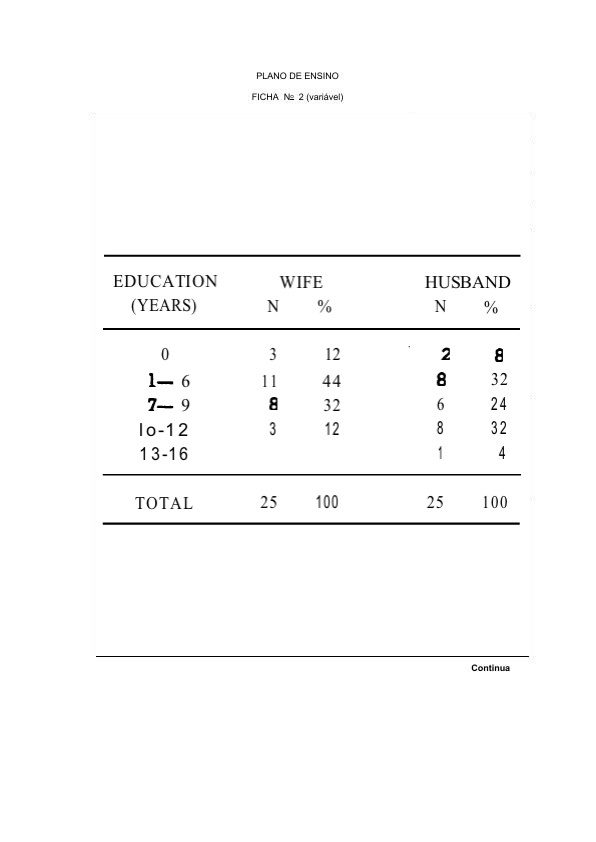 PLANO DE ENSINO
FICHA Nº 2 (variável)
EDUCATION WIFE HUSBAND
(YEARS) N % N %
0 3 12 2 8
1— 6 11 44 8 32
7— 9 8 32 6 24
lo-12 3 12 8 32
13-16 1 4
TOTAL 25 100 25 100
Continua